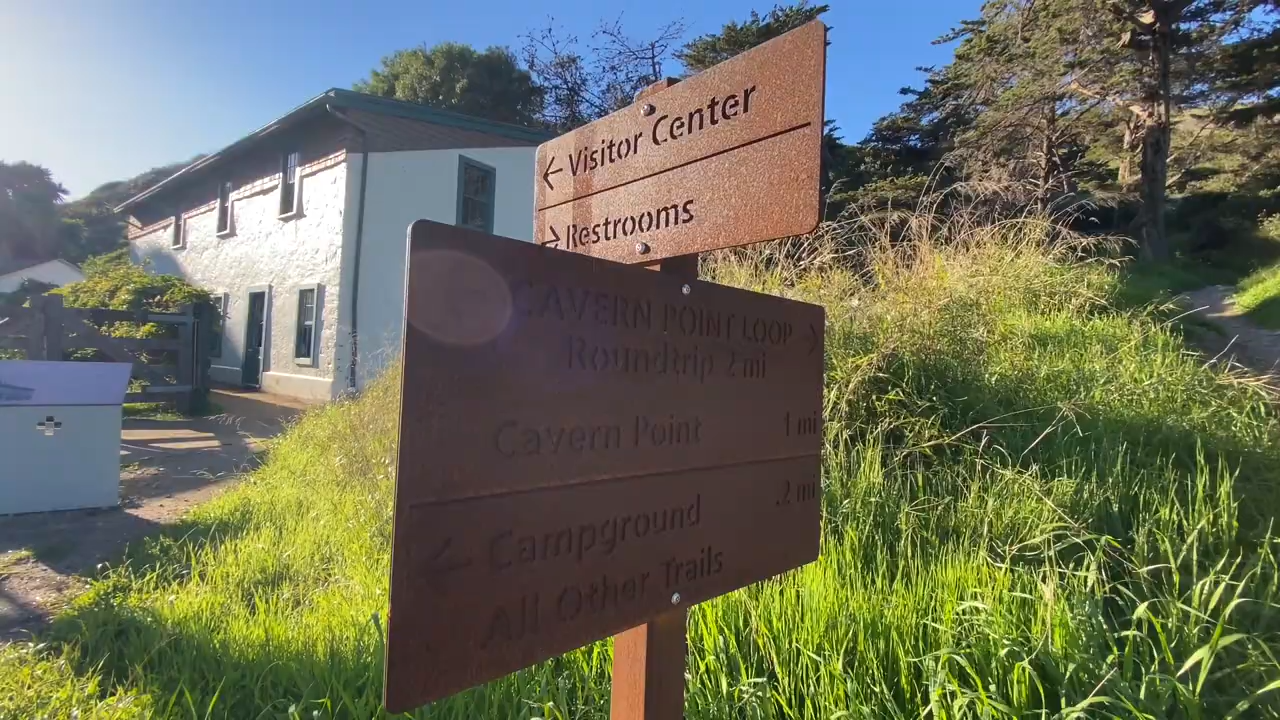 ← Visitor Center
→ Restrooms
CAVERN POINT LOOP →
Roundtrip 2 mi
Cavern Point 1 mi
← Campground .2 mi
All Other Trails